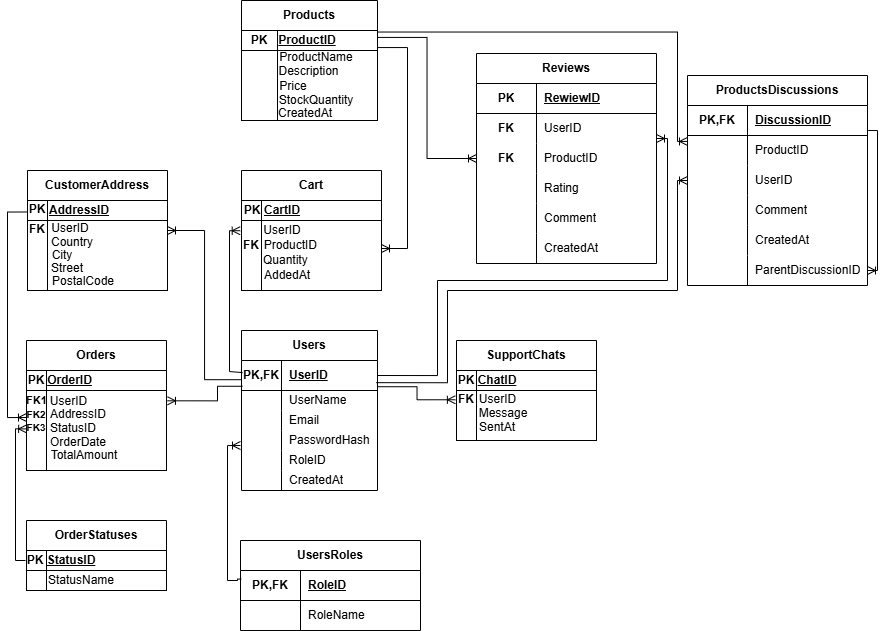 Products
PK ProductID
ProductName
Description
Price
StockQuantity
CreatedAt
Reviews
PK RewiewID
FK UserID
FK ProductID
Rating
Comment
CreatedAt
ProductsDiscussions
PK,FK DiscussionID
ProductID
UserID
Comment
CreatedAt
ParentDiscussionID
CustomerAddress
PK AddressID
FK UserID
Country
City
Street
PostalCode
Cart
PK CartID
UserID
FK ProductID
Quantity
AddedAt
Orders
PK OrderID
FK1 UserID
FK2 AddressID
FK3 StatusID
OrderDate
TotalAmount
Users
PK,FK UserID
UserName
Email
PasswordHash
RoleID
CreatedAt
SupportChats
PK ChatID
FK UserID
Message
SentAt
OrderStatuses
PK StatusID
StatusName
UsersRoles
PK,FK RoleID
RoleName